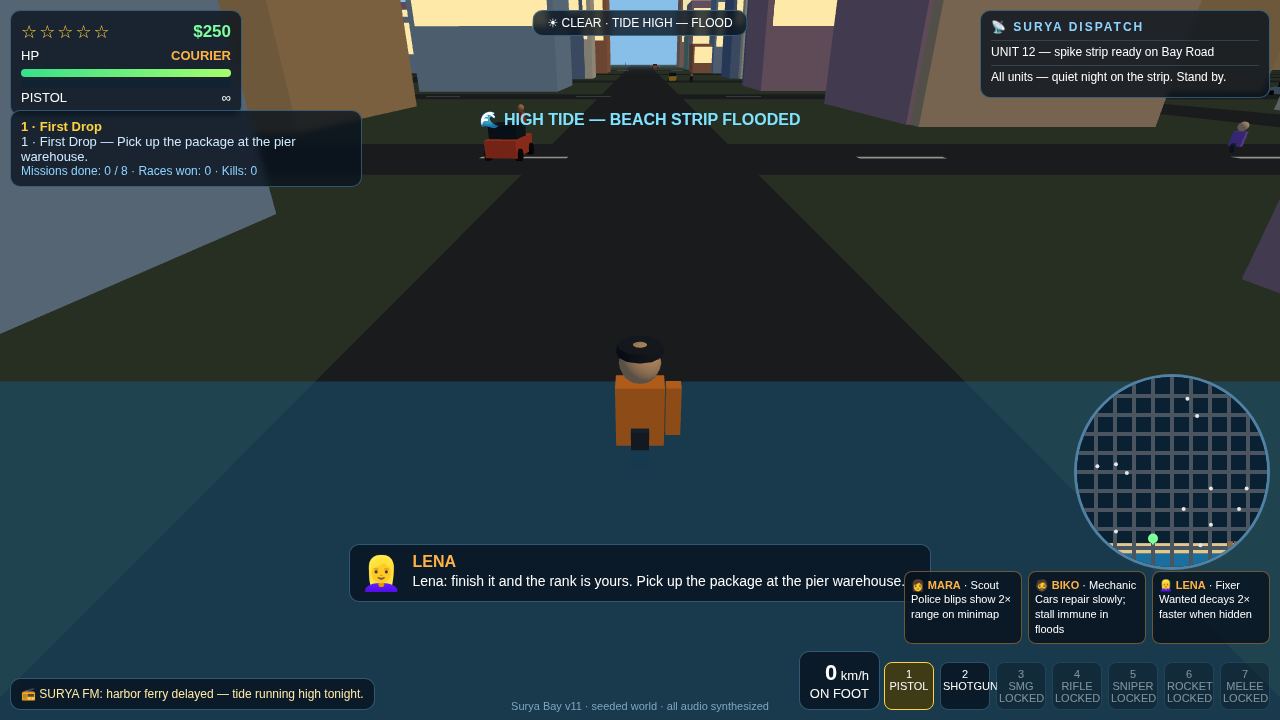 ☆☆☆☆☆ $250
HP COURIER
PISTOL ∞
1 · First Drop
1 · First Drop — Pick up the package at the pier
warehouse.
Missions done: 0 / 8 · Races won: 0 · Kills: 0
☀ CLEAR · TIDE HIGH — FLOOD
🌊 HIGH TIDE — BEACH STRIP FLOODED
📡 SURYA DISPATCH
UNIT 12 — spike strip ready on Bay Road
All units — quiet night on the strip. Stand by.
LENA
Lena: finish it and the rank is yours. Pick up the package at the pier warehouse.
MARA · Scout
Police blips show 2×
range on minimap
BIKO · Mechanic
Cars repair slowly;
stall immune in
floods
LENA · Fixer
Wanted decays 2×
faster when hidden
📻 SURYA FM: harbor ferry delayed — tide running high tonight.
Surya Bay v11 · seeded world · all audio synthesized
0 km/h
ON FOOT
1
PISTOL
2
SHOTGUN
3
SMG
LOCKED
4
RIFLE
LOCKED
5
SNIPER
LOCKED
6
ROCKET
LOCKED
7
MELEE
LOCKED